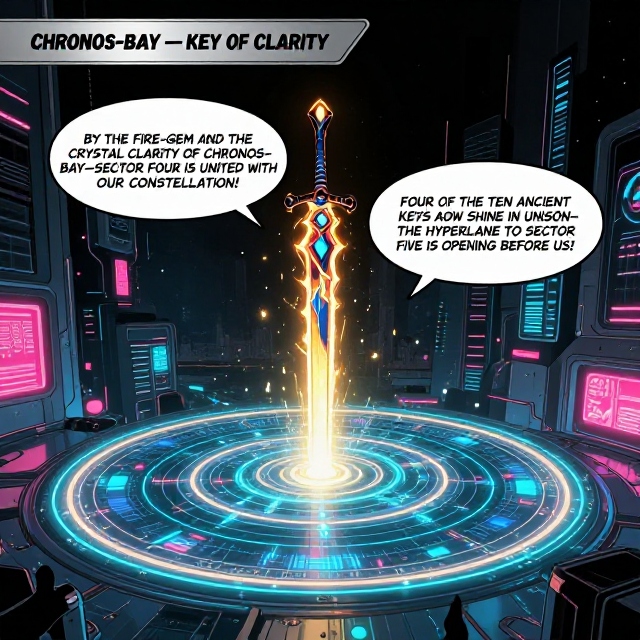 CHRONOS-BAY — KEY OF CLARITY
BY THE FIRE-GEM AND THE
CRYSTAL CLARITY OF CHRONOS-
BAY—SECTOR FOUR IS UNITED WITH
OUR CONSTELLATION!
FOUR OF THE TEN ANCIENT
KE7S AOW SHINE IN UNISON—
THE HYPERLANE TO SECTOR
FIVE IS OPENING BEFORE US!